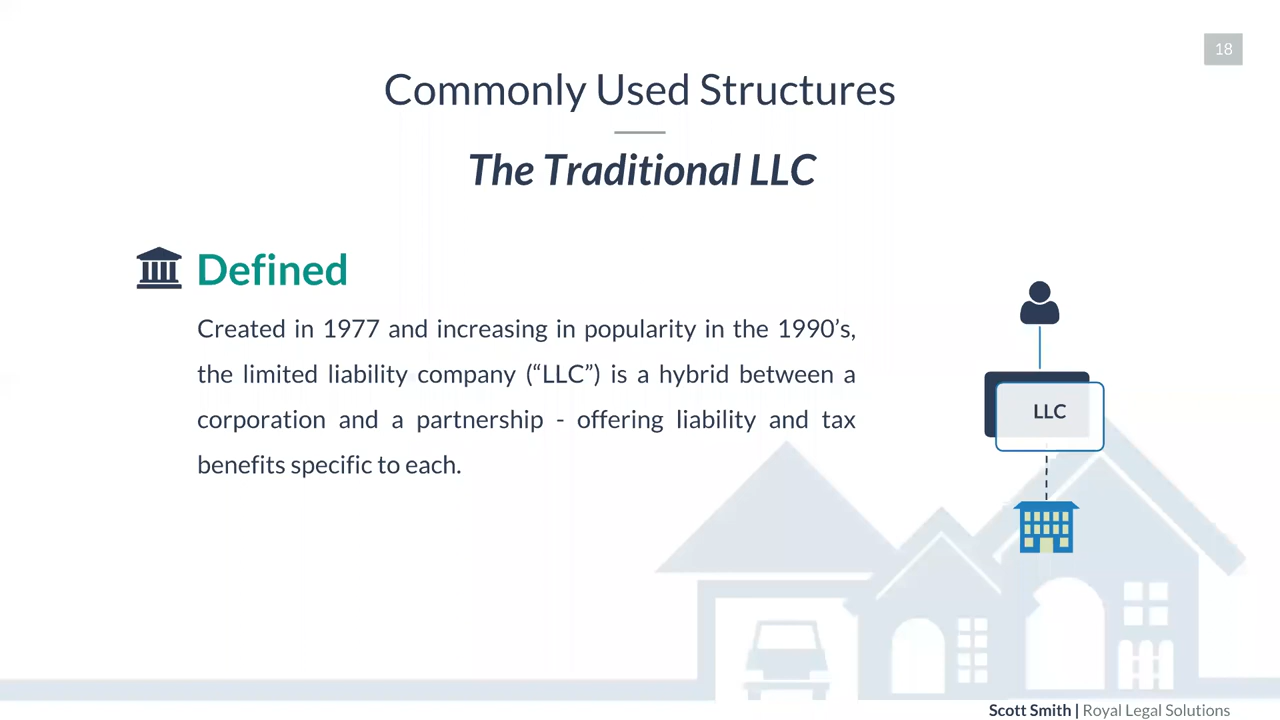 18
Commonly Used Structures
The Traditional LLC
Defined
Created in 1977 and increasing in popularity in the 1990’s,
the limited liability company (“LLC”) is a hybrid between a
corporation and a partnership - offering liability and tax
benefits specific to each.
LLC
Scott Smith | Royal Legal Solutions